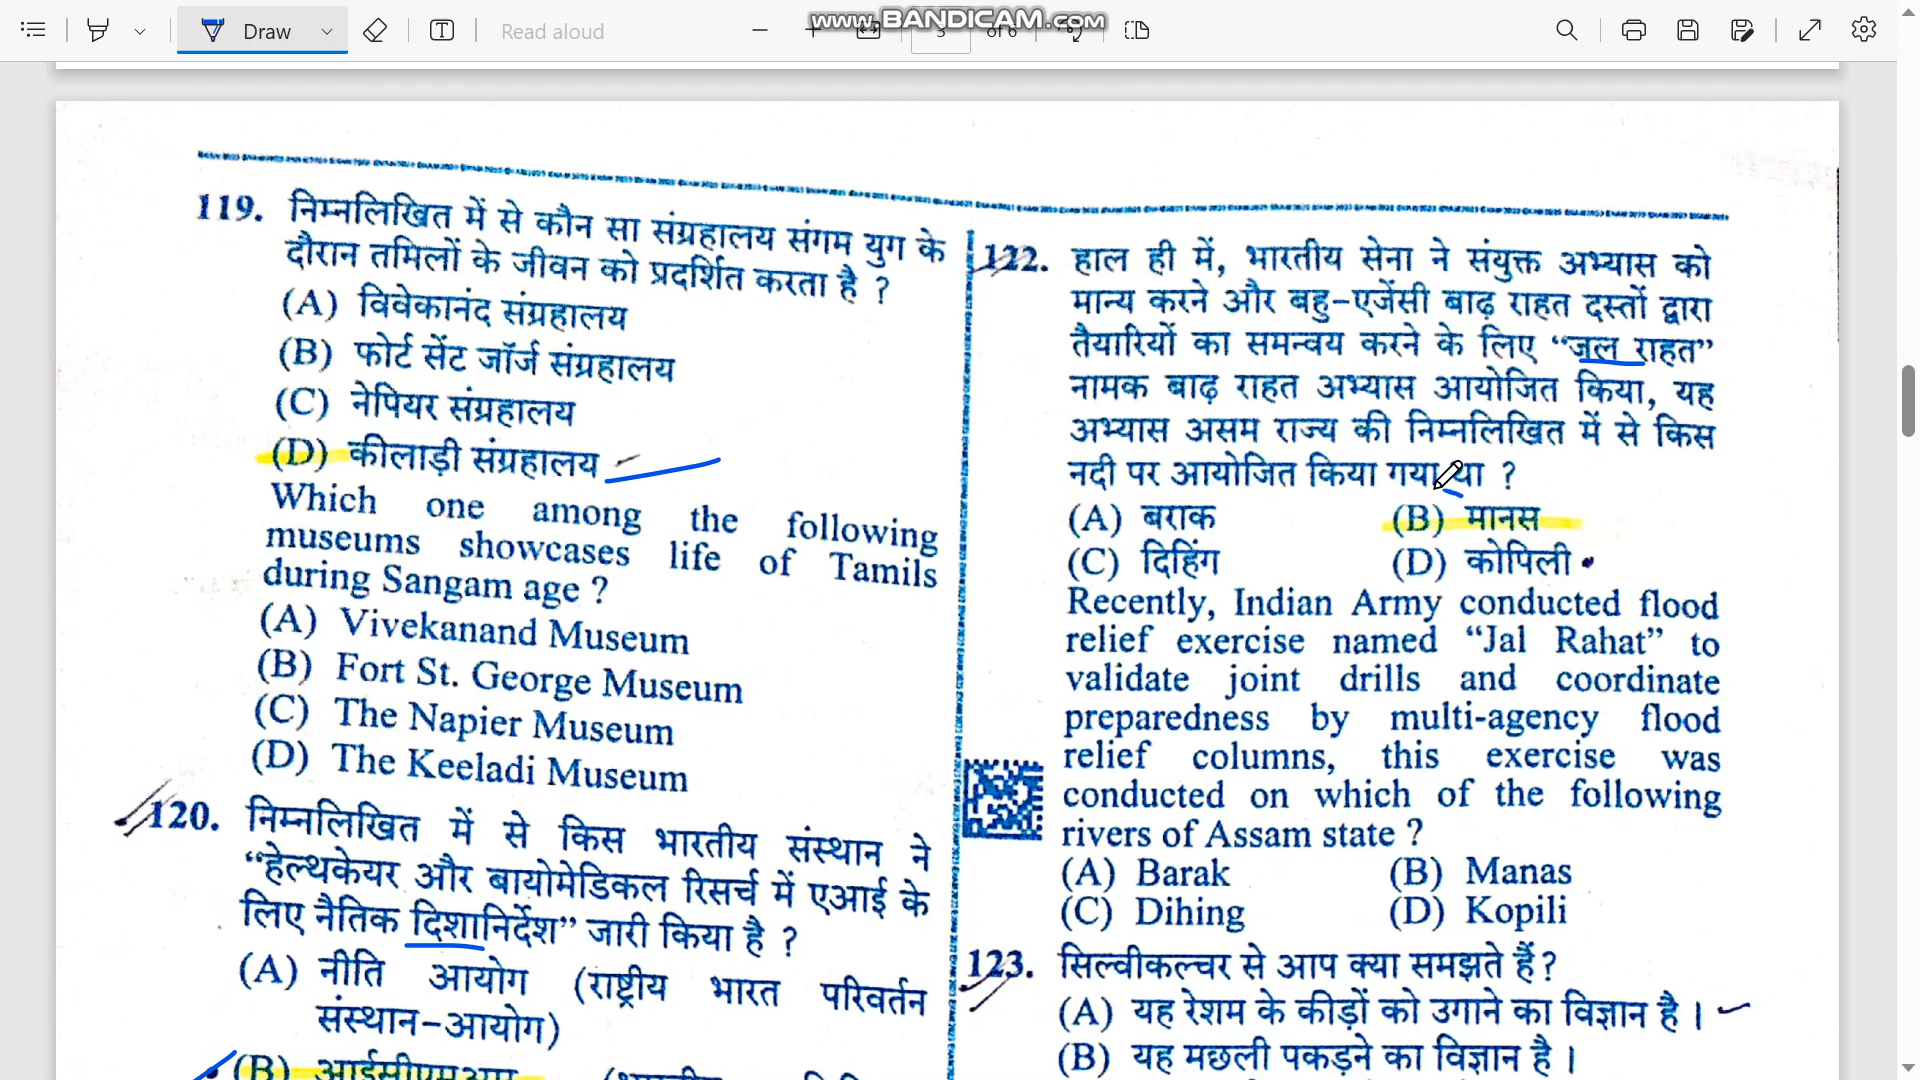 Draw
Read aloud
www.BANDICAM.com
3
of 6
119. निम्नलिखित में से कौन सा संग्रहालय संगम युग के
दौरान तमिलों के जीवन को प्रदर्शित करता है ?
(A) विवेकानंद संग्रहालय
(B) फोर्ट सेंट जॉर्ज संग्रहालय
(C) नेपियर संग्रहालय
(D) कीलाड़ी संग्रहालय
Which one among the following
museums showcases life of Tamils
during Sangam age ?
(A) Vivekanand Museum
(B) Fort St. George Museum
(C) The Napier Museum
(D) The Keeladi Museum
120. निम्नलिखित में से किस भारतीय संस्थान ने
“हेल्थकेयर और बायोमेडिकल रिसर्च में एआई के
लिए नैतिक दिशानिर्देश” जारी किया है ?
(A) नीति आयोग (राष्ट्रीय भारत परिवर्तन
संस्थान-आयोग)
(B) आईसीएमआर
122. हाल ही में, भारतीय सेना ने संयुक्त अभ्यास को
मान्य करने और बहु-एजेंसी बाढ़ राहत दस्तों द्वारा
तैयारियों का समन्वय करने के लिए “जल राहत”
नामक बाढ़ राहत अभ्यास आयोजित किया, यह
अभ्यास असम राज्य की निम्नलिखित में से किस
नदी पर आयोजित किया गया था ?
(A) बराक (B) मानस
(C) दिहिंग (D) कोपिली
Recently, Indian Army conducted flood
relief exercise named “Jal Rahat” to
validate joint drills and coordinate
preparedness by multi-agency flood
relief columns, this exercise was
conducted on which of the following
rivers of Assam state ?
(A) Barak (B) Manas
(C) Dihing (D) Kopili
123. सिल्वीकल्चर से आप क्या समझते हैं?
(A) यह रेशम के कीड़ों को उगाने का विज्ञान है।
(B) यह मछली पकड़ने का विज्ञान है।